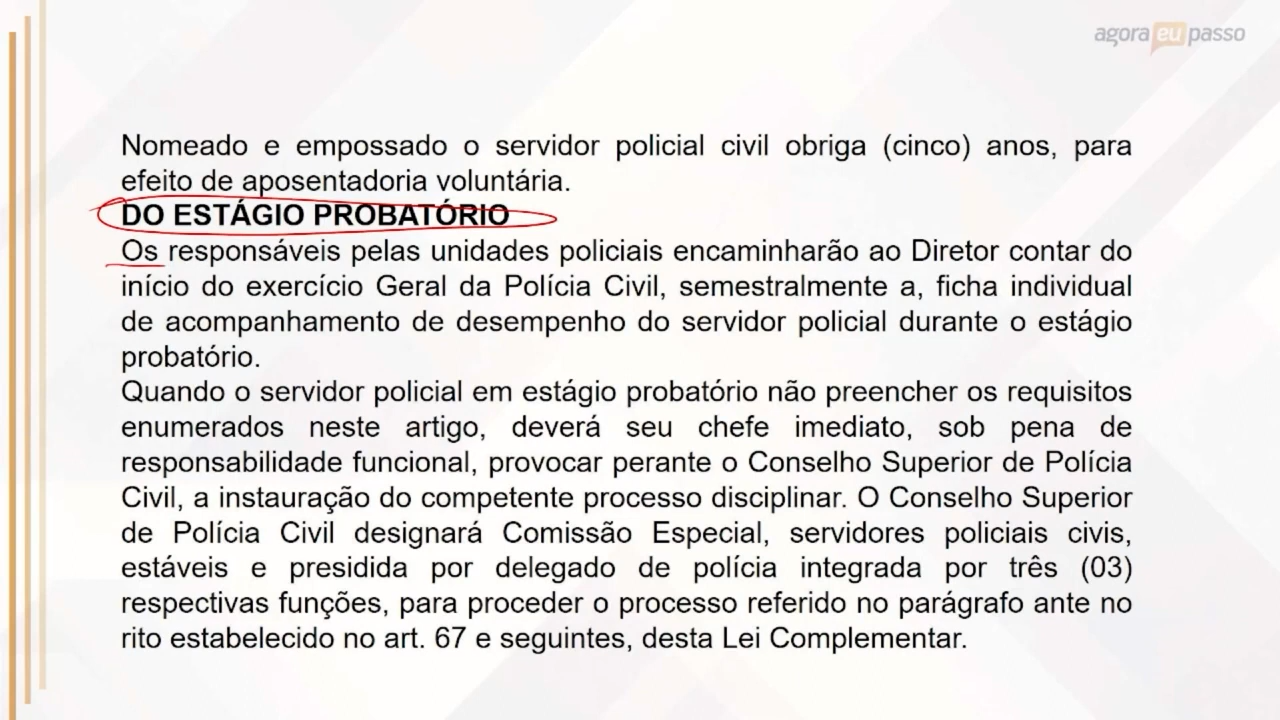 agora eu passo
Nomeado e empossado o servidor policial civil obriga (cinco) anos, para
efeito de aposentadoria voluntária.
DO ESTÁGIO PROBATÓRIO
Os responsáveis pelas unidades policiais encaminharão ao Diretor contar do
início do exercício Geral da Polícia Civil, semestralmente a, ficha individual
de acompanhamento de desempenho do servidor policial durante o estágio
probatório.
Quando o servidor policial em estágio probatório não preencher os requisitos
enumerados neste artigo, deverá seu chefe imediato, sob pena de
responsabilidade funcional, provocar perante o Conselho Superior de Polícia
Civil, a instauração do competente processo disciplinar. O Conselho Superior
de Polícia Civil designará Comissão Especial, servidores policiais civis,
estáveis e presidida por delegado de polícia integrada por três (03)
respectivas funções, para proceder o processo referido no parágrafo ante no
rito estabelecido no art. 67 e seguintes, desta Lei Complementar.